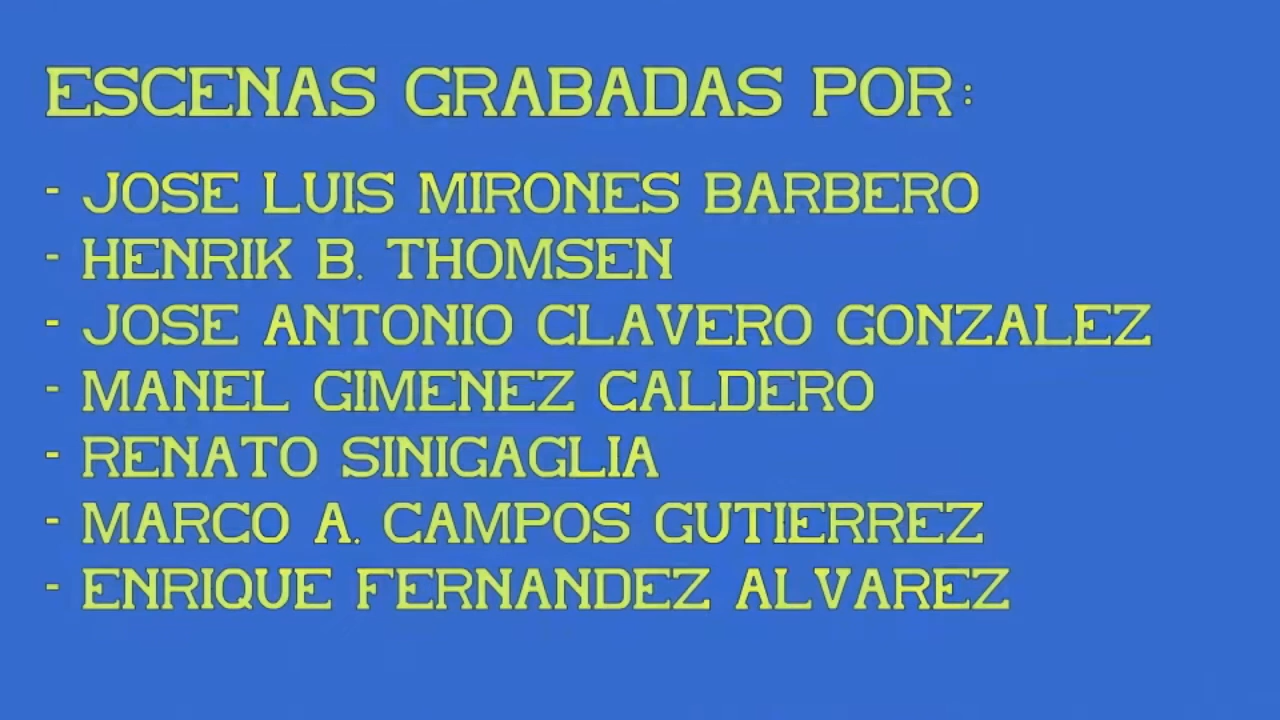 ESCENAS GRABADAS POR:
- JOSE LUIS MIRONES BARBERO
- HENRIK B. THOMSEN
- JOSE ANTONIO CLAVERO GONZALEZ
- MANEL GIMENEZ CALDERO
- RENATO SINIGAGLIA
- MARCO A. CAMPOS GUTIERREZ
- ENRIQUE FERNANDEZ ALVAREZ